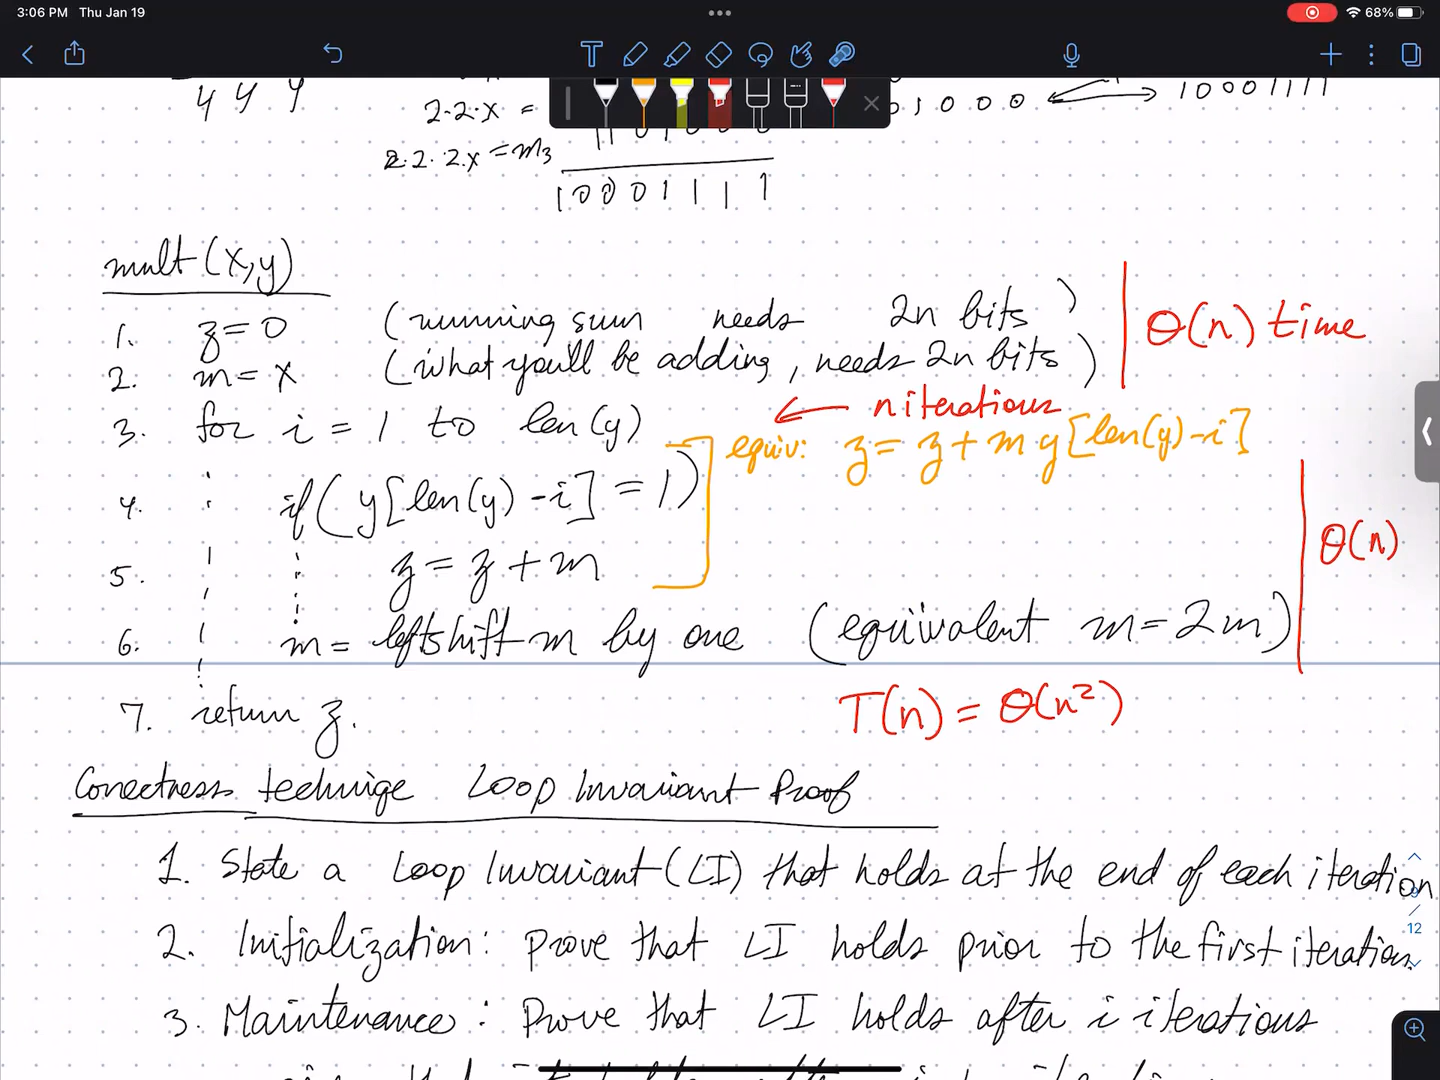 3:06 PM Thu Jan 19
68%
y y y
2·2·x =
1 0 0 0
1 0 0 0 1 1 1 1
2·2·2·x = m3
1 0 0 0 1 1 1 1
mult(x,y)
1. z = 0 (running sum needs 2n bits)
θ(n) time
2. m = x (what you'll be adding, needs 2n bits)
← n iterations
3. for i = 1 to len(y)
equiv: z = z + m y[len(y)-i]
4. if (y[len(y)-i] = 1)
5. z = z + m
θ(n)
6. m = leftshift m by one (equivalent m = 2m)
7. return z.
T(n) = θ(n²)
Correctness technique Loop Invariant Proof
1. State a Loop Invariant (LI) that holds at the end of each iteration
2. Initialization: Prove that LI holds prior to the first iteration.
3. Maintenance: Prove that LI holds after i iterations
9
/
12